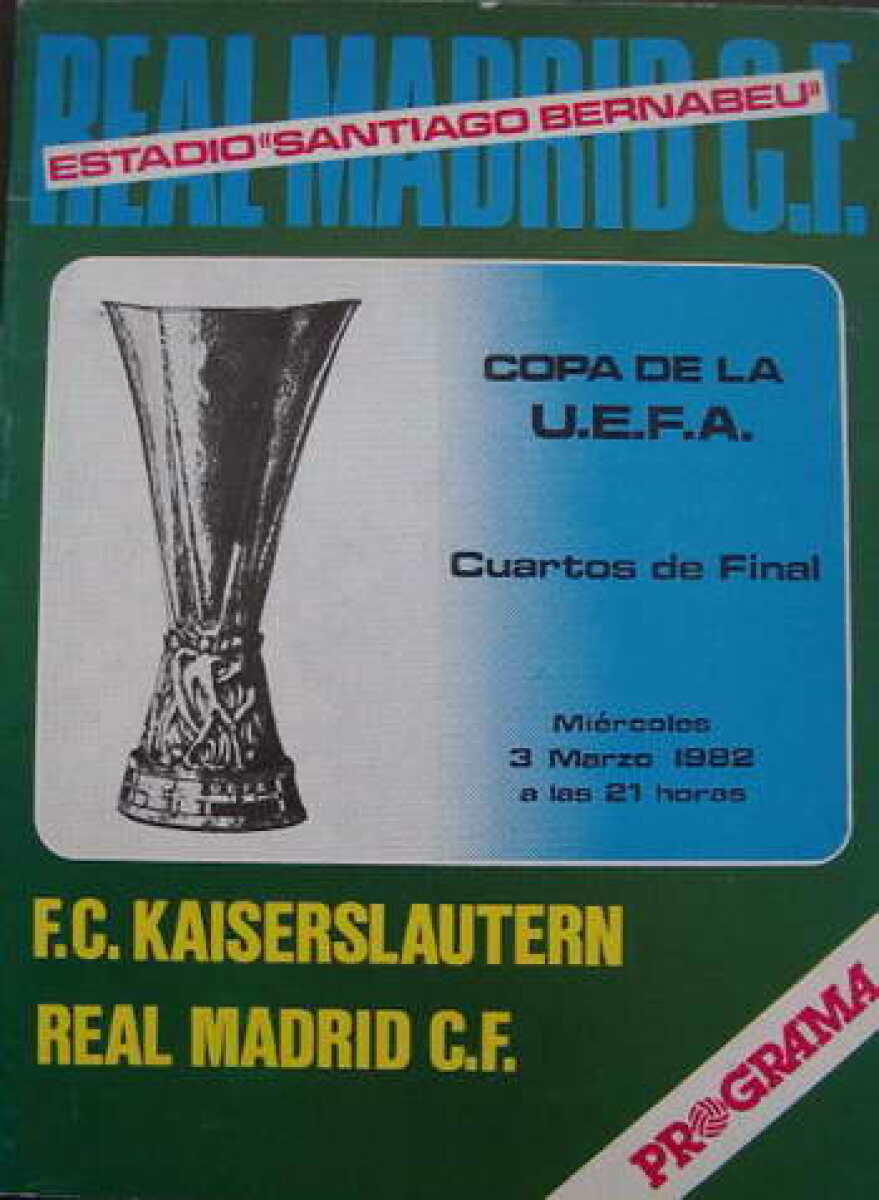 REAL MADRID C.F.
ESTADIO "SANTIAGO BERNABEU"
COPA DE LA
U.E.F.A.
Cuartos de Final
Miércoles
3 Marzo 1982
a las 21 horas
F.C. KAISERSLAUTERN
REAL MADRID C.F.
PROGRAMA